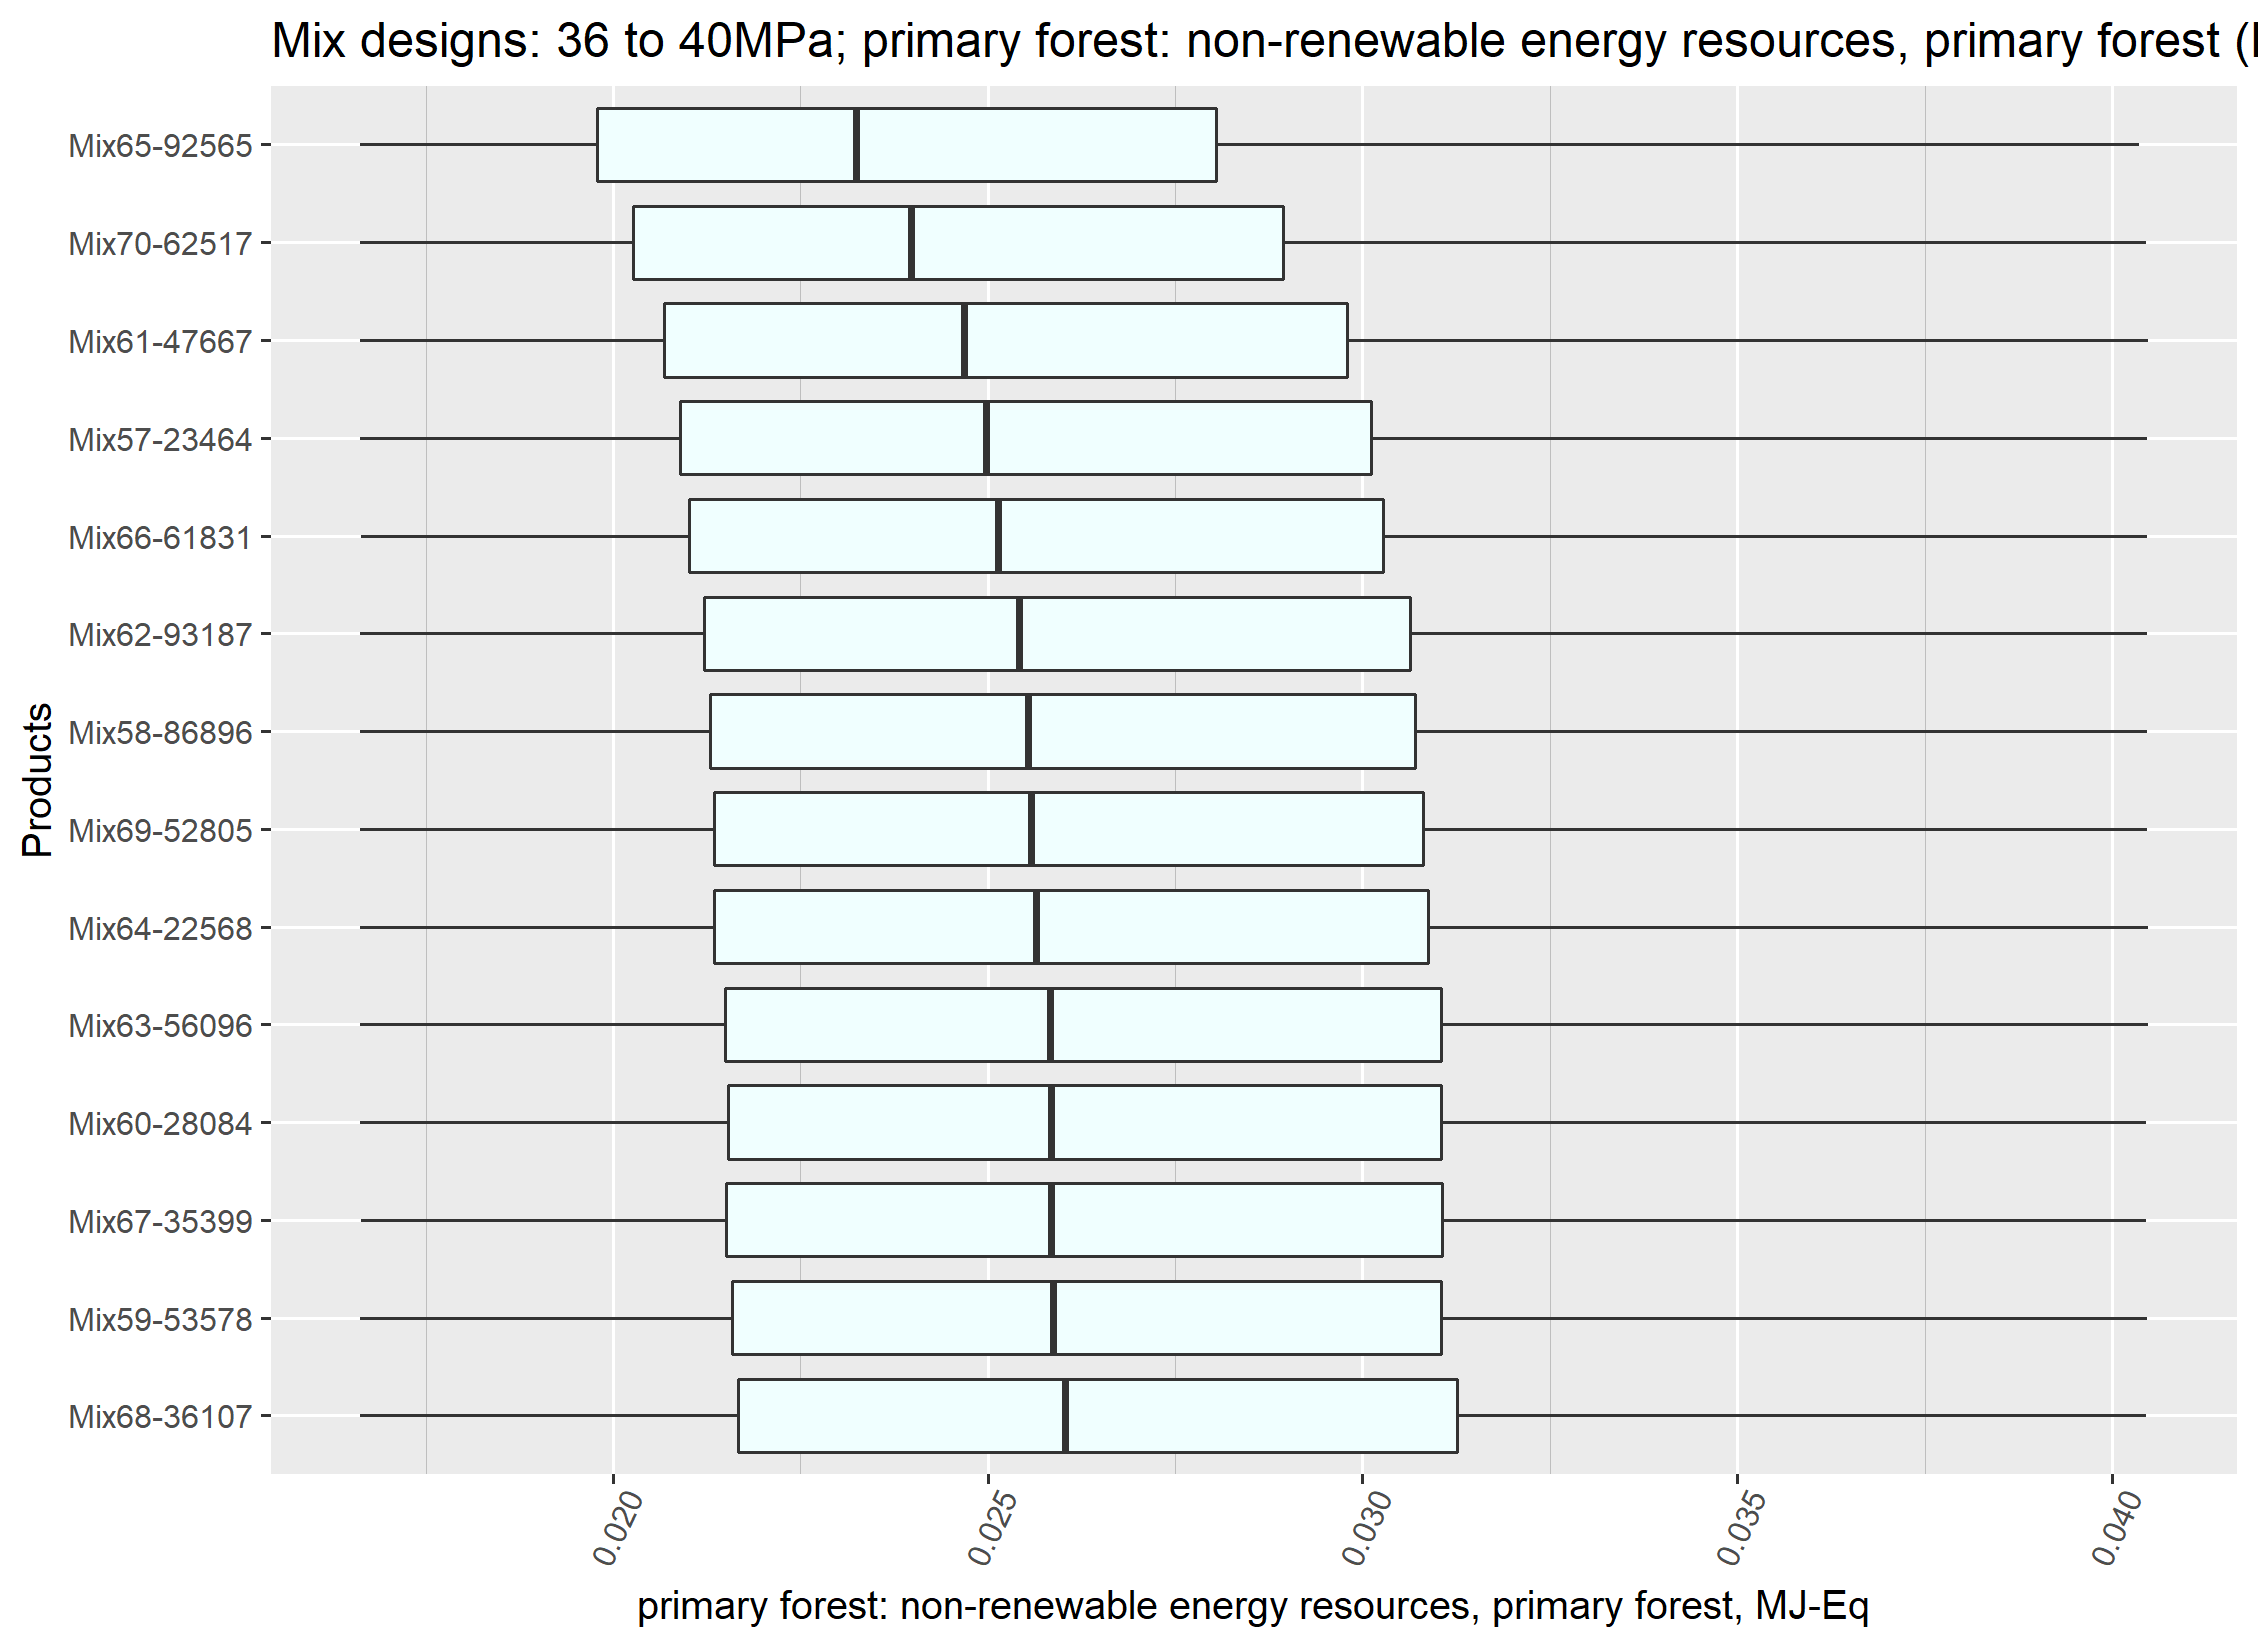 Mix designs: 36 to 40MPa; primary forest: non-renewable energy resources, primary forest (
Products
Mix65-92565
Mix70-62517
Mix61-47667
Mix57-23464
Mix66-61831
Mix62-93187
Mix58-86896
Mix69-52805
Mix64-22568
Mix63-56096
Mix60-28084
Mix67-35399
Mix59-53578
Mix68-36107
0.020
0.025
0.030
0.035
0.040
primary forest: non-renewable energy resources, primary forest, MJ-Eq